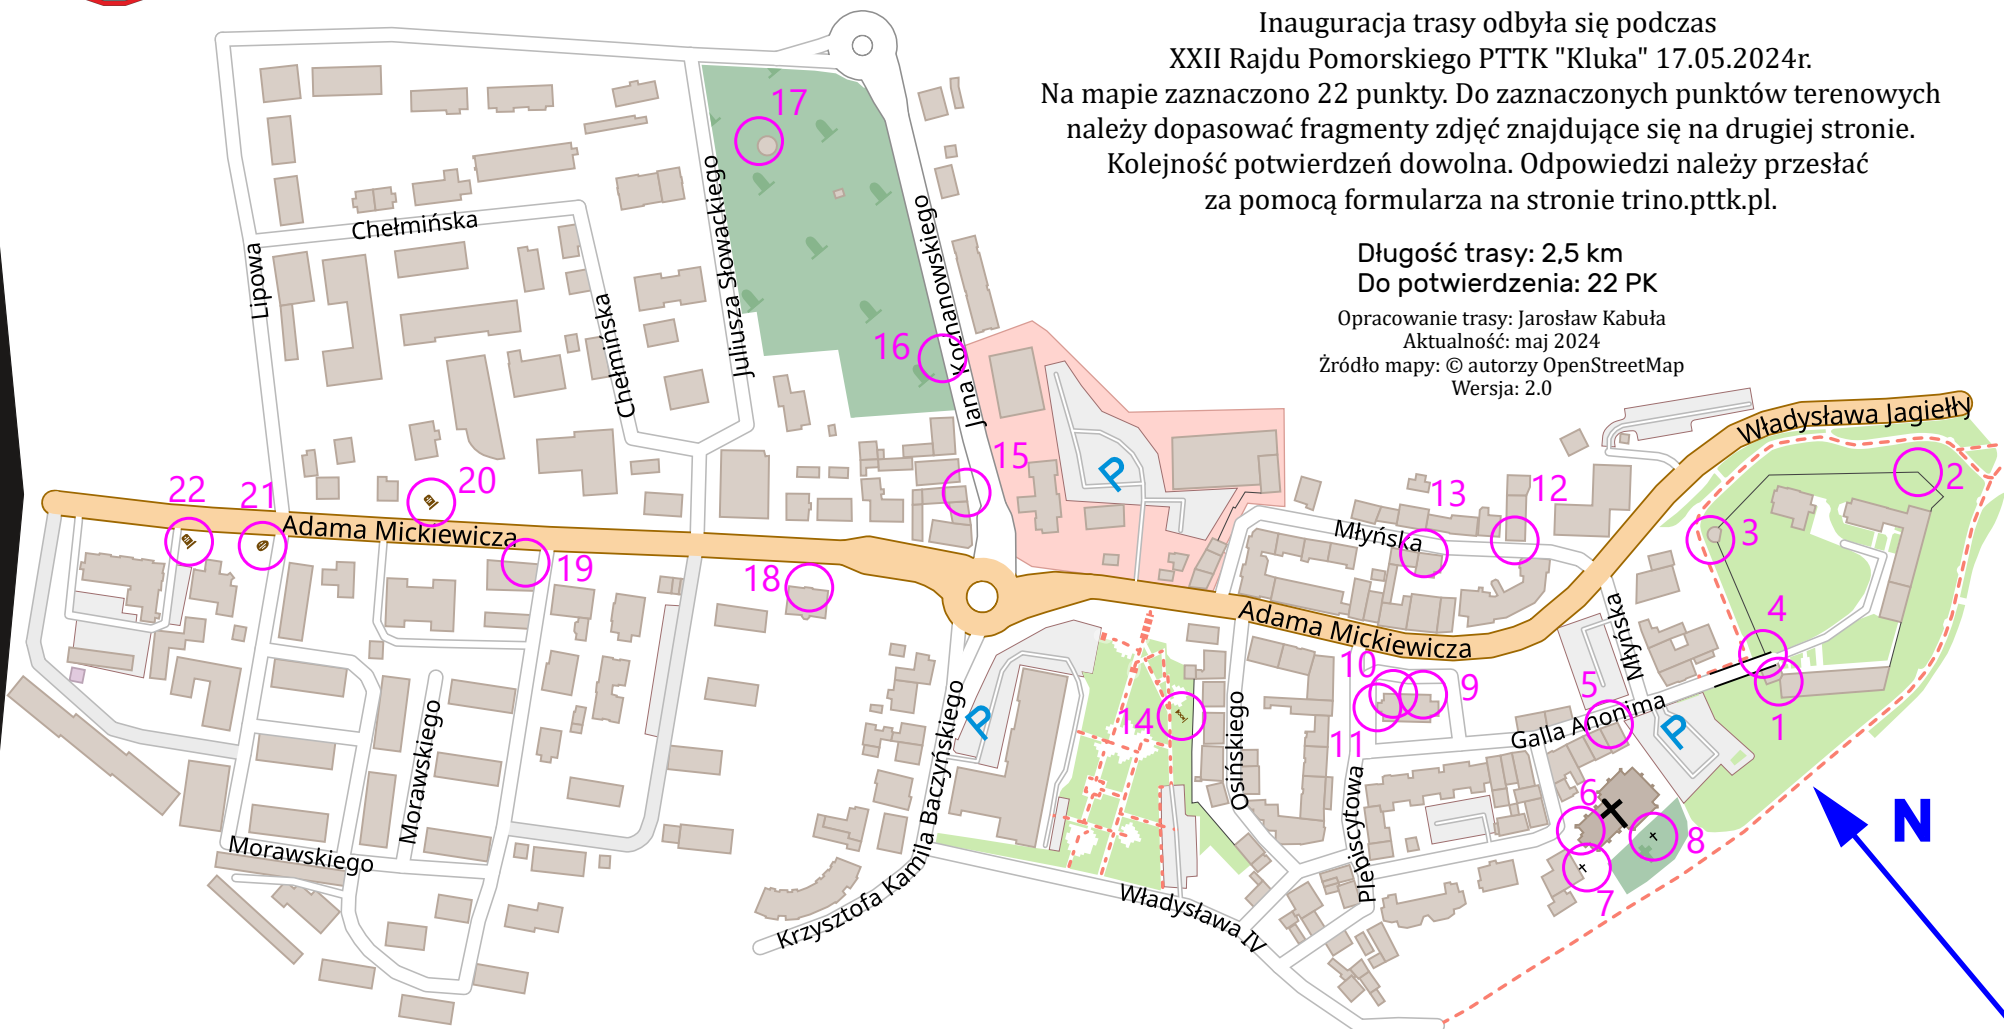 Inauguracja trasy odbyła się podczas
XXII Rajdu Pomorskiego PTTK "Kluka" 17.05.2024r.
Na mapie zaznaczono 22 punkty. Do zaznaczonych punktów terenowych
należy dopasować fragmenty zdjęć znajdujące się na drugiej stronie.
Kolejność potwierdzeń dowolna. Odpowiedzi należy przesłać
za pomocą formularza na stronie trino.pttk.pl.
Długość trasy: 2,5 km
Do potwierdzenia: 22 PK
Opracowanie trasy: Jarosław Kabuła
Aktualność: maj 2024
Źródło mapy: © autorzy OpenStreetMap
Wersja: 2.0
17
Chełmińska
Lipowa
Juliusza Słowackiego
Jana Kochanowskiego
Chełmińska
16
15
P
Władysława Jagiełły
2
3
13
12
Młyńska
22
21
20
Adama Mickiewicza
19
18
Adama Mickiewicza
Młyńska
4
10
9
5
1
11
14
P
P
Galla Anonima
Osińskiego
Plebiscytowa
Morawskiego
Morawskiego
Krzysztofa Kamila Baczyńskiego
Władysława IV
6
8
7
N